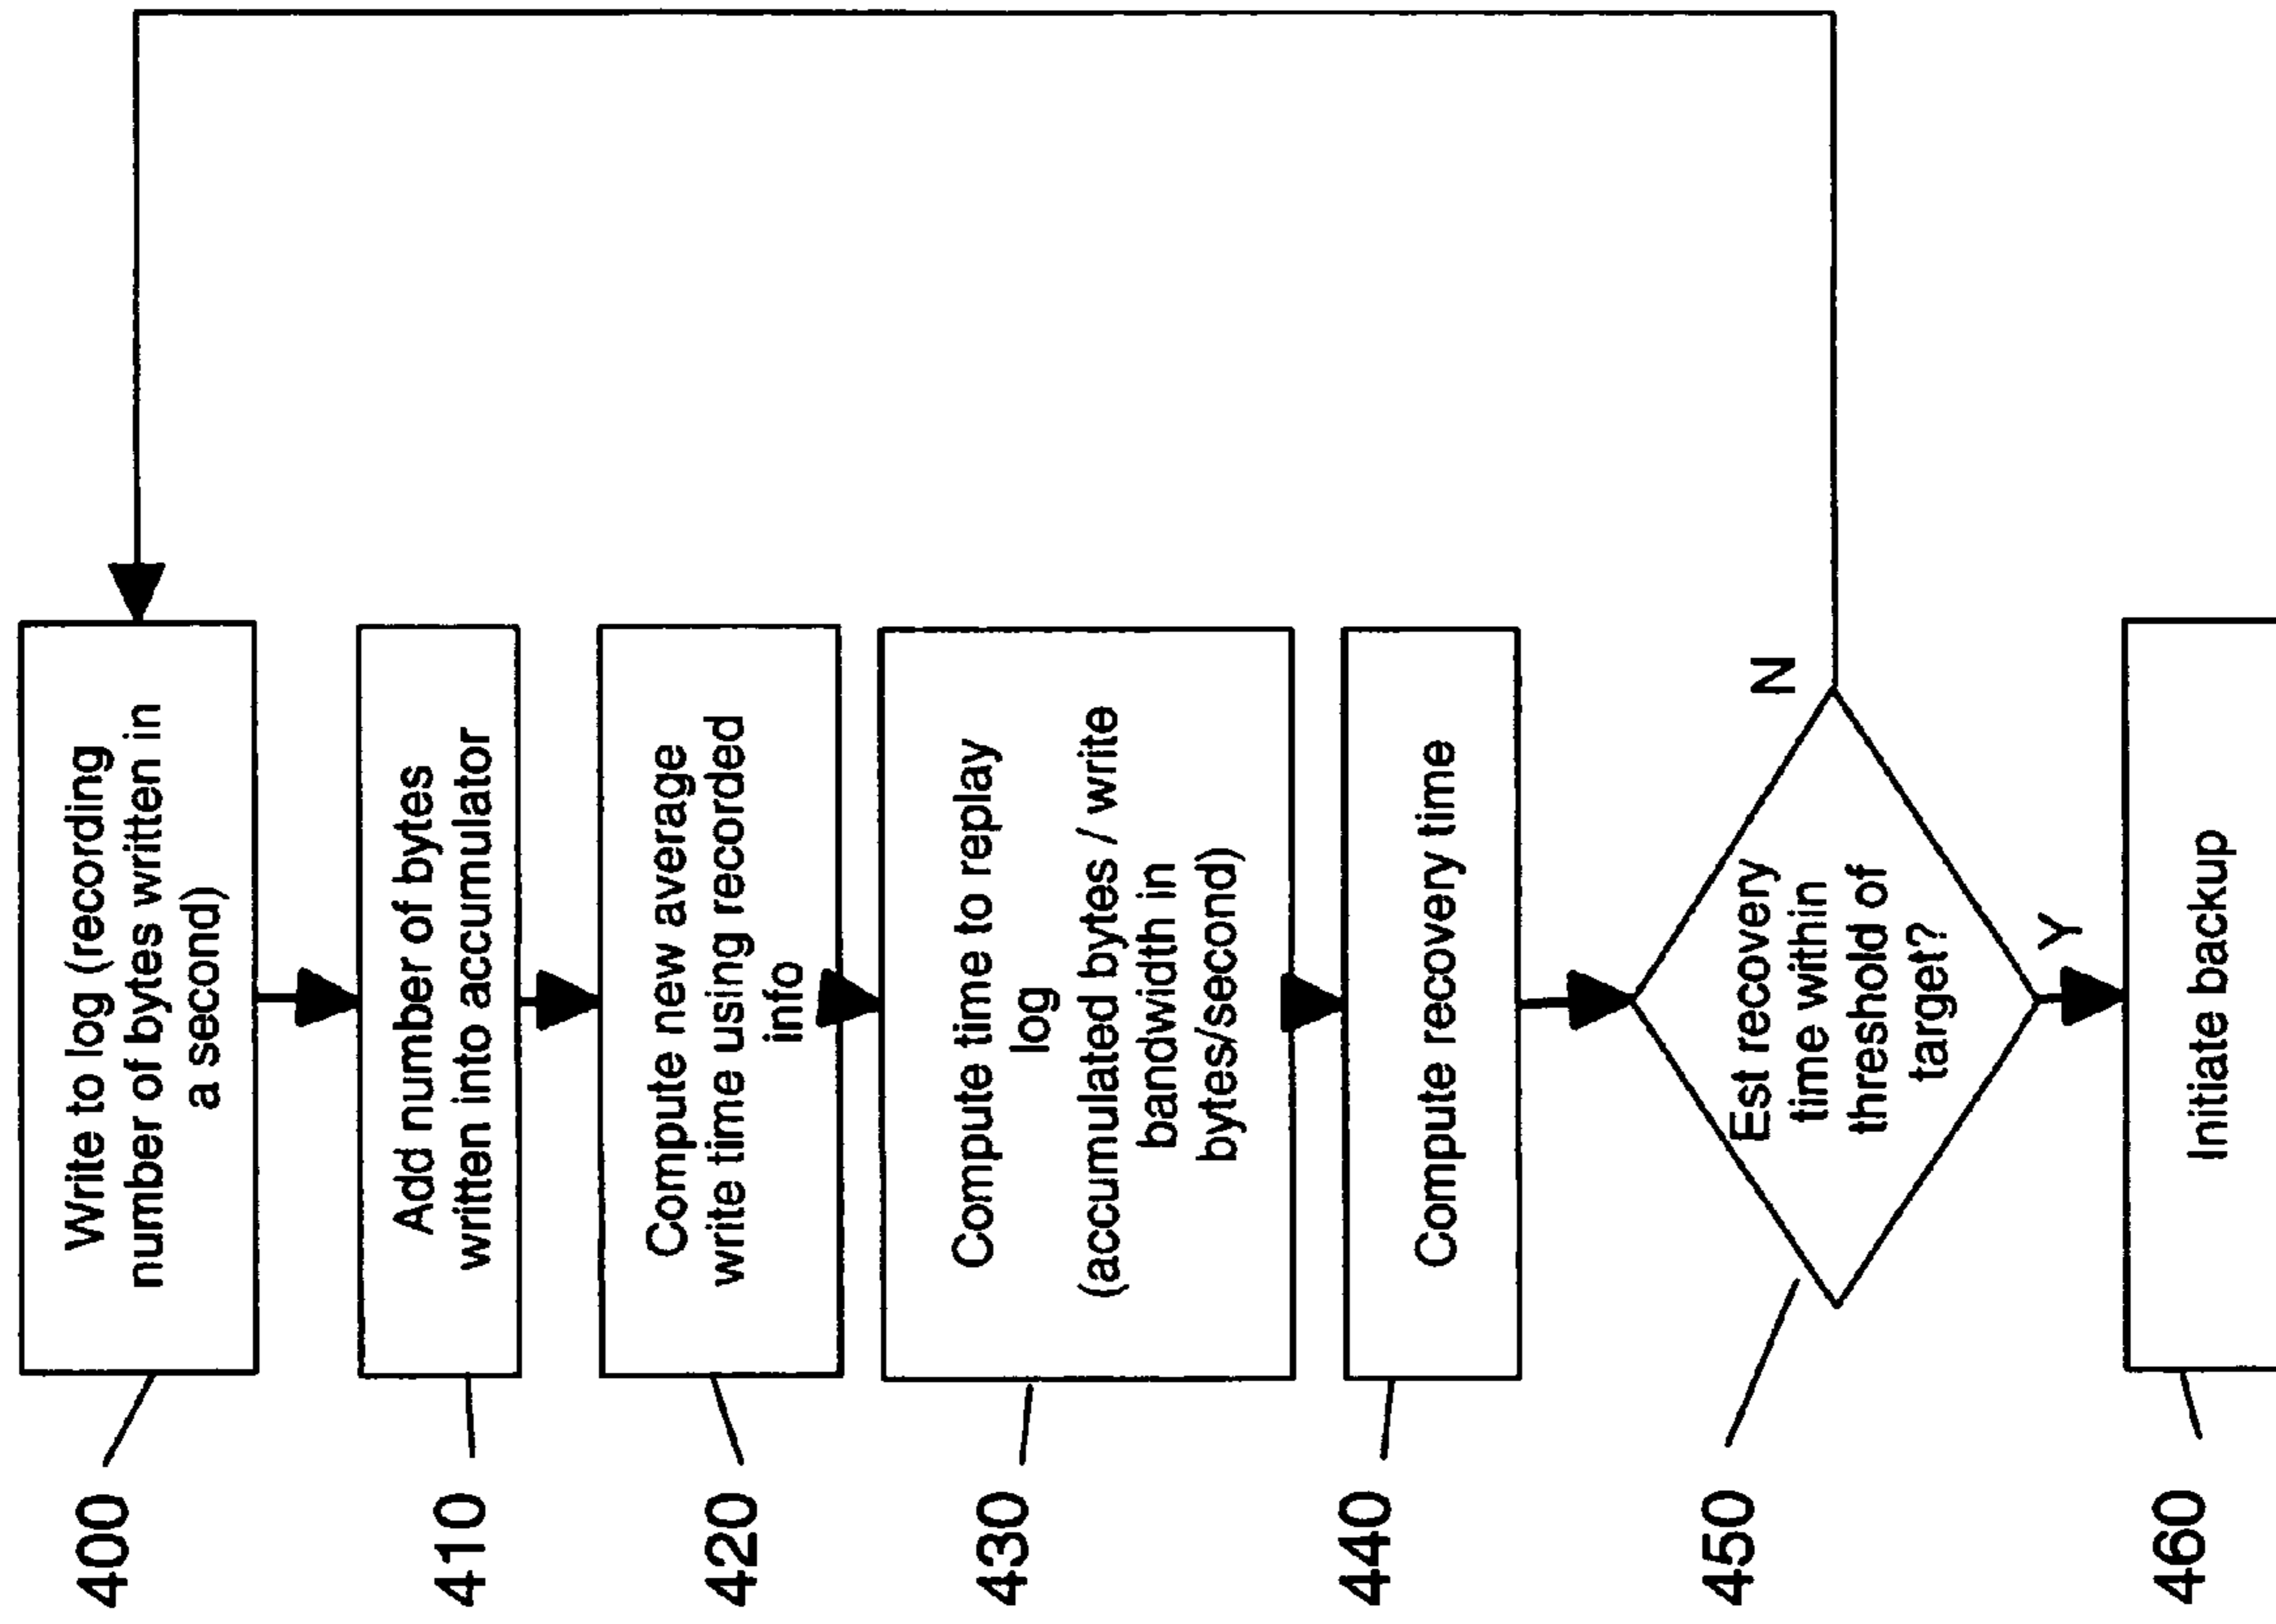 400
Write to log (recording
number of bytes written in
a second)
410
Add number of bytes
written into accumulator
420
Compute new average
write time using recorded
info
430
Compute time to replay
log
(accumulated bytes / write
bandwidth in
bytes/second)
440
Compute recovery time
450
Est recovery
time within
threshold of
target?
N
Y
460
Initiate backup